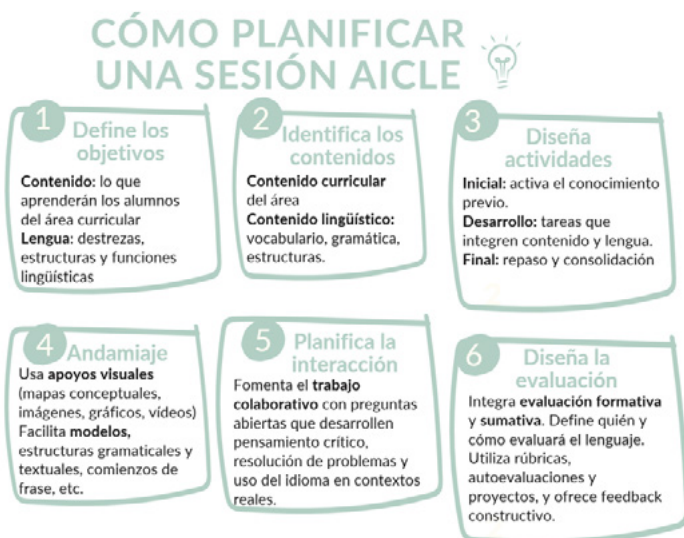 CÓMO PLANIFICAR
UNA SESIÓN AICLE
1
Define los
objetivos
Contenido: lo que
aprenderán los alumnos
del área curricular
Lengua: destrezas,
estructuras y funciones
lingüísticas
2
Identifica los
contenidos
Contenido curricular
del área
Contenido lingüístico:
vocabulario, gramática,
estructuras.
3
Diseña
actividades
Inicial: activa el conocimiento
previo.
Desarrollo: tareas que
integren contenido y lengua.
Final: repaso y consolidación
4
Andamiaje
Usa apoyos visuales
(mapas conceptuales,
imágenes, gráficos, vídeos)
Facilita modelos,
estructuras gramaticales y
textuales, comienzos de
frase, etc.
5
Planifica la
interacción
Fomenta el trabajo
colaborativo con preguntas
abiertas que desarrollen
pensamiento crítico,
resolución de problemas y
uso del idioma en contextos
reales.
6
Diseña la
evaluación
Integra evaluación formativa
y sumativa. Define quién y
cómo evaluará el lenguaje.
Utiliza rúbricas,
autoevaluaciones y
proyectos, y ofrece feedback
constructivo.